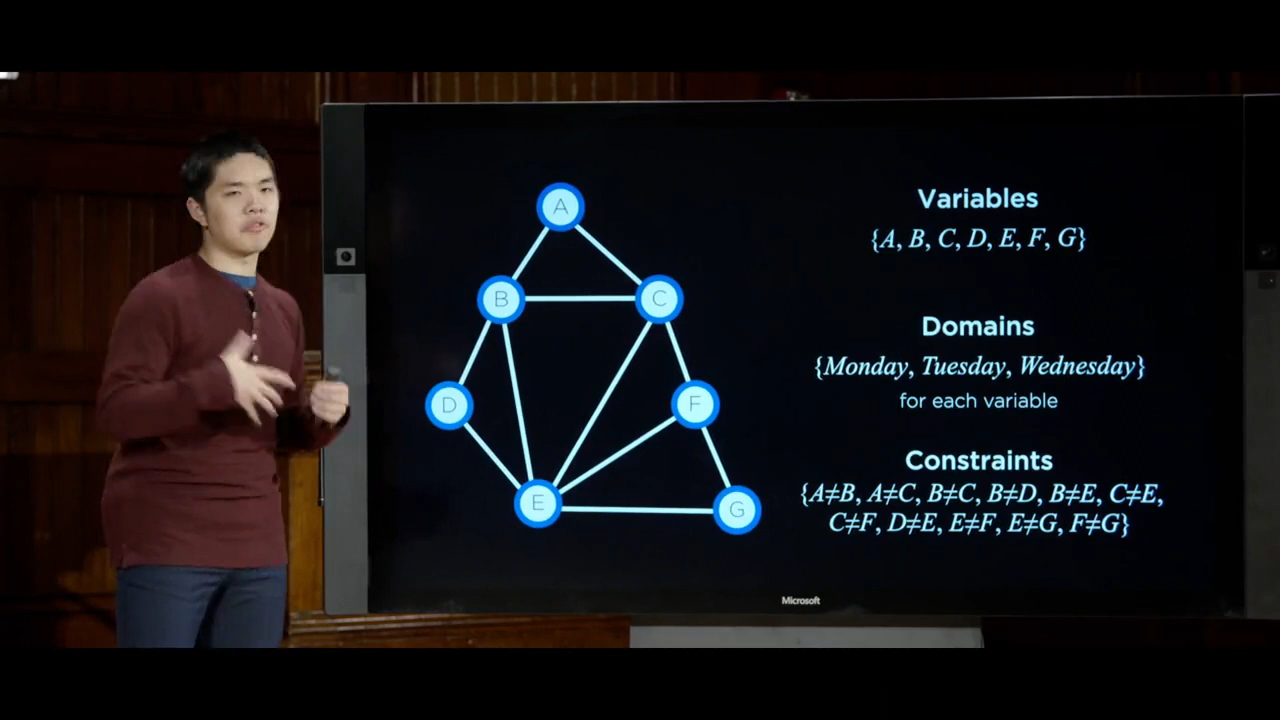 A
B
C
D
F
E
G
Variables
{A, B, C, D, E, F, G}
Domains
{Monday, Tuesday, Wednesday}
for each variable
Constraints
{A≠B, A≠C, B≠C, B≠D, B≠E, C≠E,
C≠F, D≠E, E≠F, E≠G, F≠G}
Microsoft